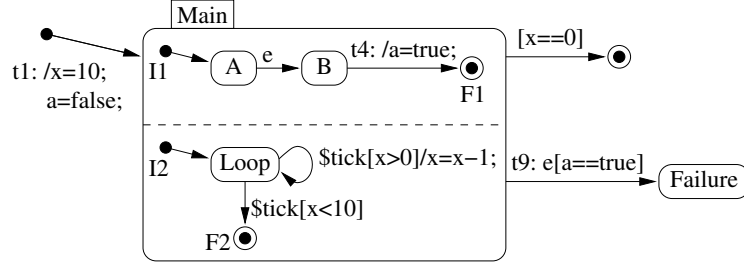 Main
t1: /x=10;
a=false;
I1
A
e
B
t4: /a=true;
F1
[x==0]
I2
Loop
$tick[x>0]/x=x−1;
$tick[x<10]
F2
t9: e[a==true]
Failure